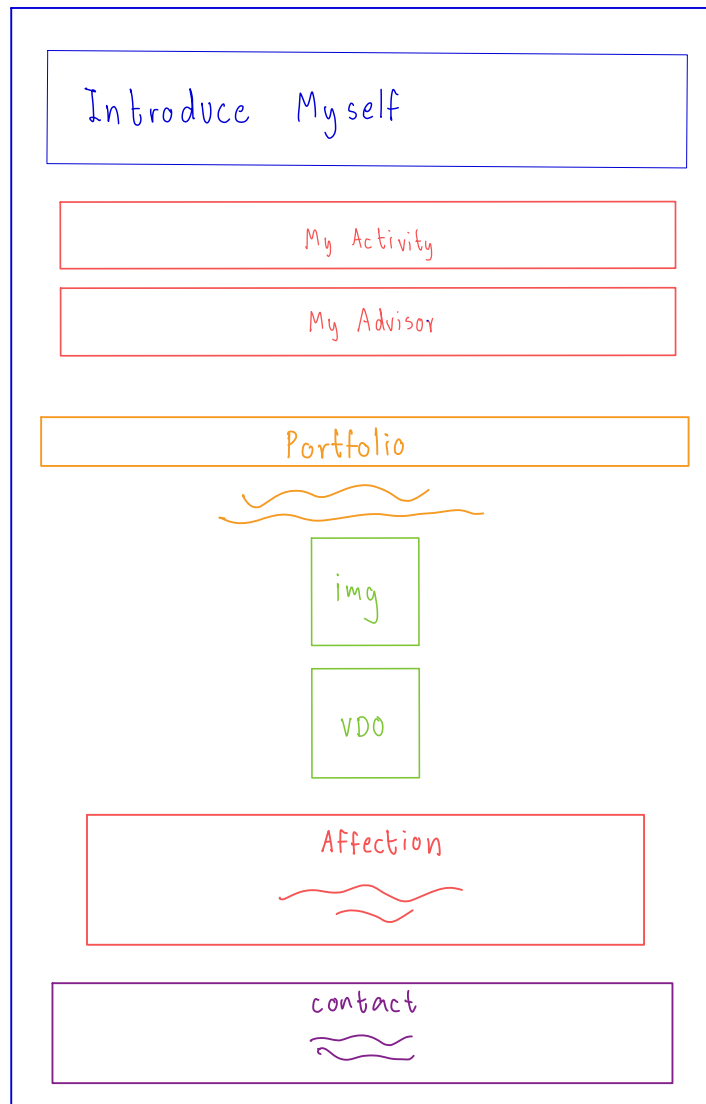 Introduce Myself
My Activity
My Advisor
Portfolio
img
VDO
Affection
contact